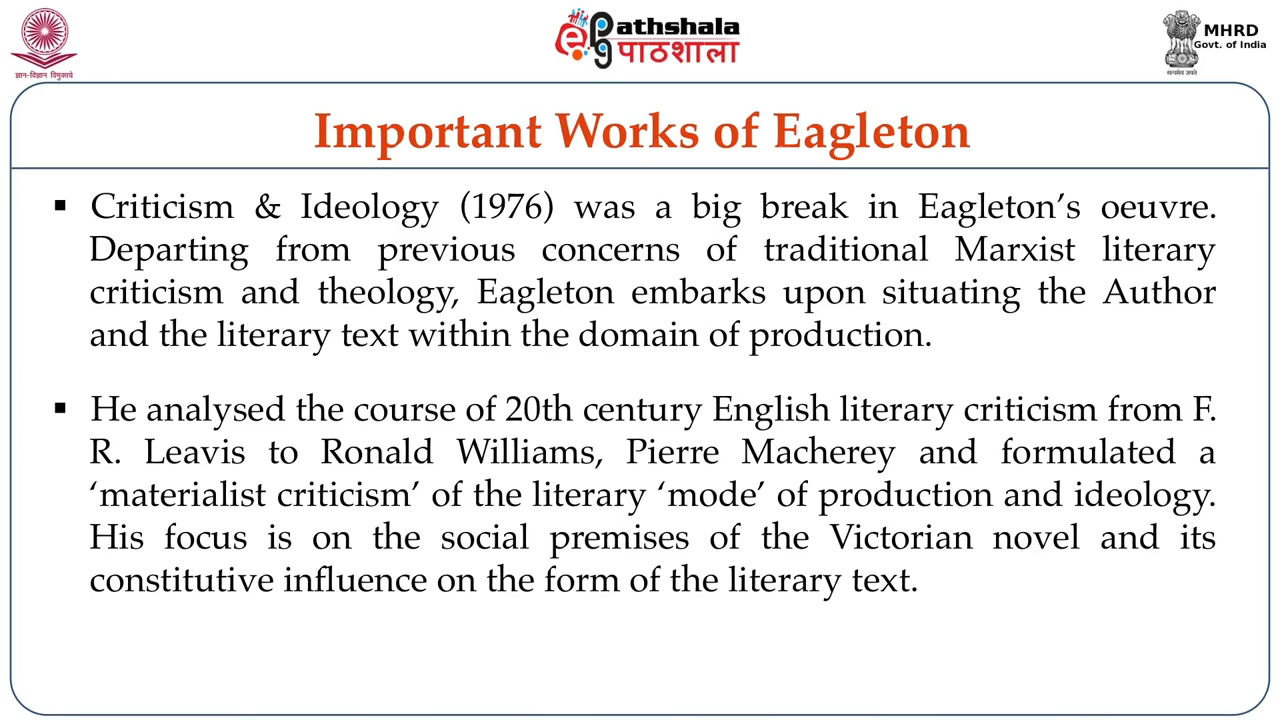 ज्ञान-विज्ञान विमुक्तये
ePathshala
पाठशाला
MHRD
Govt. of India
सत्यमेव जयते
Important Works of Eagleton
▪ Criticism & Ideology (1976) was a big break in Eagleton’s oeuvre.
Departing from previous concerns of traditional Marxist literary
criticism and theology, Eagleton embarks upon situating the Author
and the literary text within the domain of production.
▪ He analysed the course of 20th century English literary criticism from F.
R. Leavis to Ronald Williams, Pierre Macherey and formulated a
‘materialist criticism’ of the literary ‘mode’ of production and ideology.
His focus is on the social premises of the Victorian novel and its
constitutive influence on the form of the literary text.